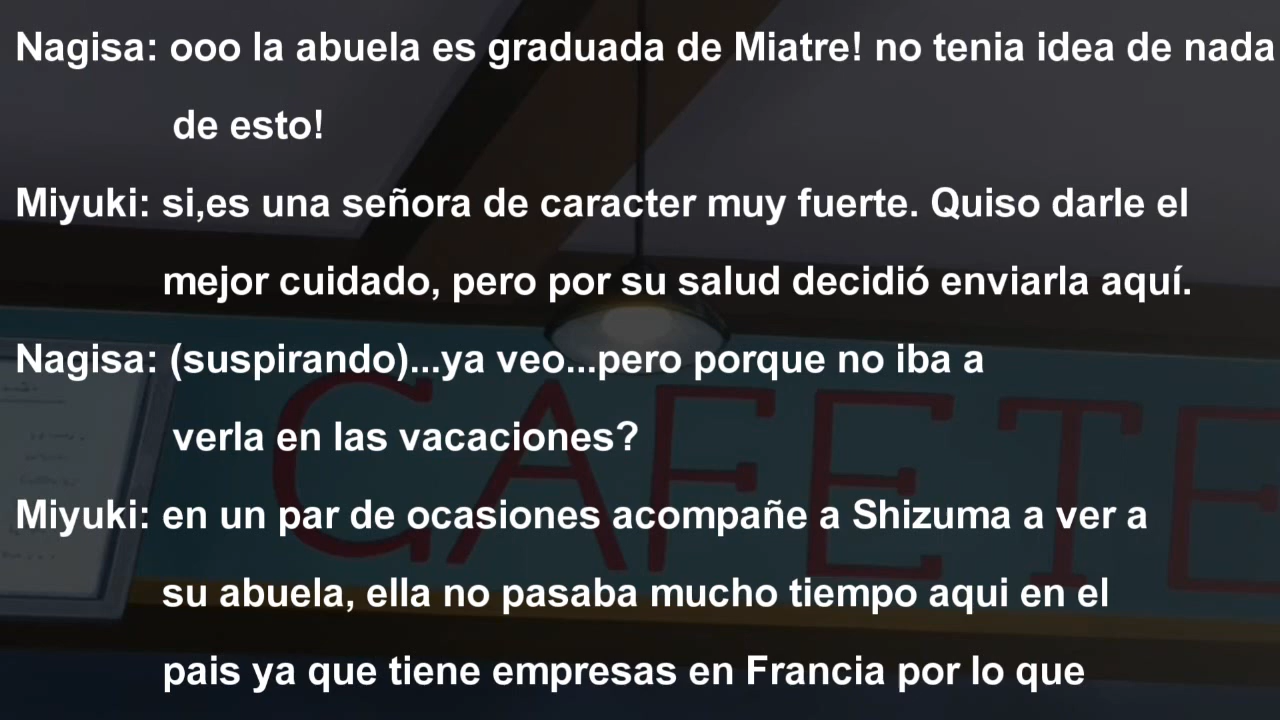 Nagisa: ooo la abuela es graduada de Miatre! no tenia idea de nada
de esto!
Miyuki: si,es una señora de caracter muy fuerte. Quiso darle el
mejor cuidado, pero por su salud decidió enviarla aquí.
Nagisa: (suspirando)...ya veo...pero porque no iba a
verla en las vacaciones?
Miyuki: en un par de ocasiones acompañe a Shizuma a ver a
su abuela, ella no pasaba mucho tiempo aqui en el
pais ya que tiene empresas en Francia por lo que
CAFETE